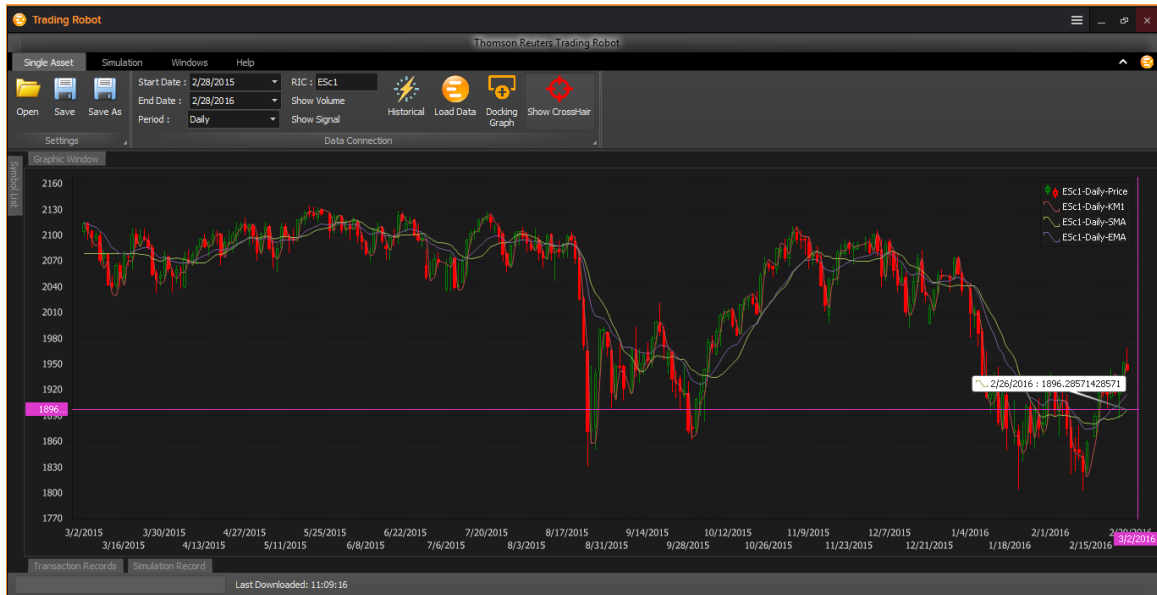 Trading Robot
Thomson Reuters Trading Robot
Single Asset Simulation Windows Help
Start Date : 2/28/2015 RIC : ESc1
End Date : 2/28/2016 Show Volume
Period : Daily Show Signal
Open Save Save As Historical Load Data Docking Graph Show CrossHair
Settings Data Connection
Symbol List
Graphic Window
2160
2130
2100
2070
2040
2010
1980
1950
1920
1896...
1890
1860
1830
1800
1770
ESc1-Daily-Price
ESc1-Daily-KM1
ESc1-Daily-SMA
ESc1-Daily-EMA
2/26/2016 : 1896.28571428571
3/2/2015 3/30/2015 4/27/2015 5/25/2015 6/22/2015 7/20/2015 8/17/2015 9/14/2015 10/12/2015 11/9/2015 12/7/2015 1/4/2016 2/1/2016
3/16/2015 4/13/2015 5/11/2015 6/8/2015 7/6/2015 8/3/2015 8/31/2015 9/28/2015 10/26/2015 11/23/2015 12/21/2015 1/18/2016 2/15/2016 3/2/2016
Transaction Records Simulation Record
Last Downloaded: 11:09:16